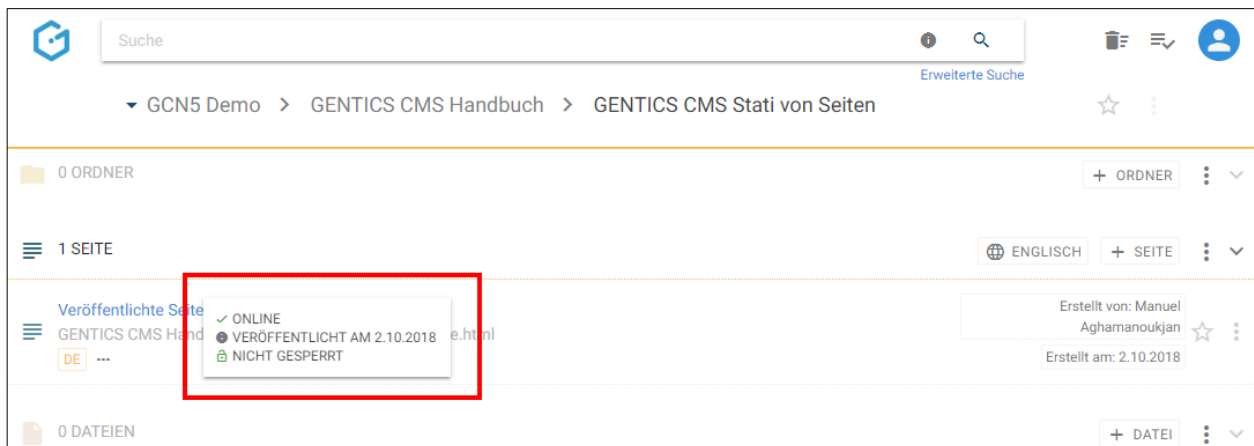 Suche
Erweiterte Suche
GCN5 Demo > GENTICS CMS Handbuch > GENTICS CMS Stati von Seiten
0 ORDNER
+ ORDNER
1 SEITE
ENGLISCH
+ SEITE
Veröffentlichte Seite
GENTICS CMS Hand
e.html
DE ...
ONLINE
VERÖFFENTLICHT AM 2.10.2018
NICHT GESPERRT
Erstellt von: Manuel
Aghamanoukjan
Erstellt am: 2.10.2018
0 DATEIEN
+ DATEI